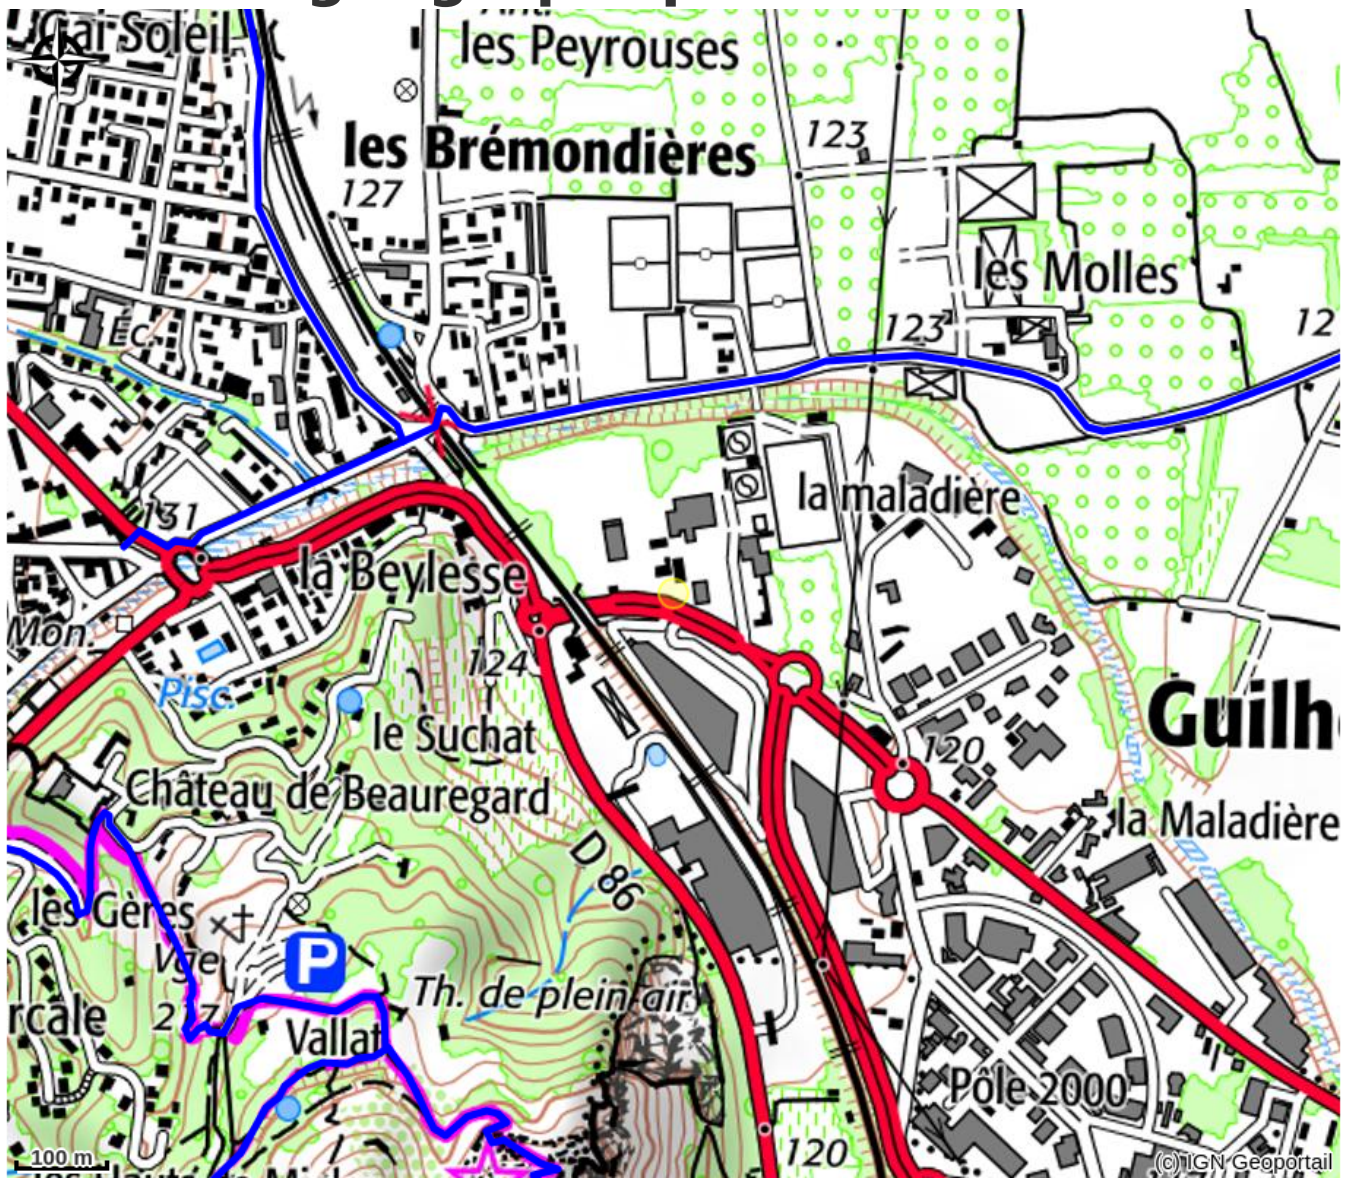 Gai Soleil
les Peyrouses
les Brémondières
123
127
les Molles
123
12
Éc.
la maladière
131
la Beylesse
Mon.
124
Pisc.
le Suchat
Guilh
120
Château de Beauregard
la Maladière
D 86
les Gères
Vge
P
Th. de plein air
rcale
Vallat
Pôle 2000
120
100 m
(c) IGN Geoportail